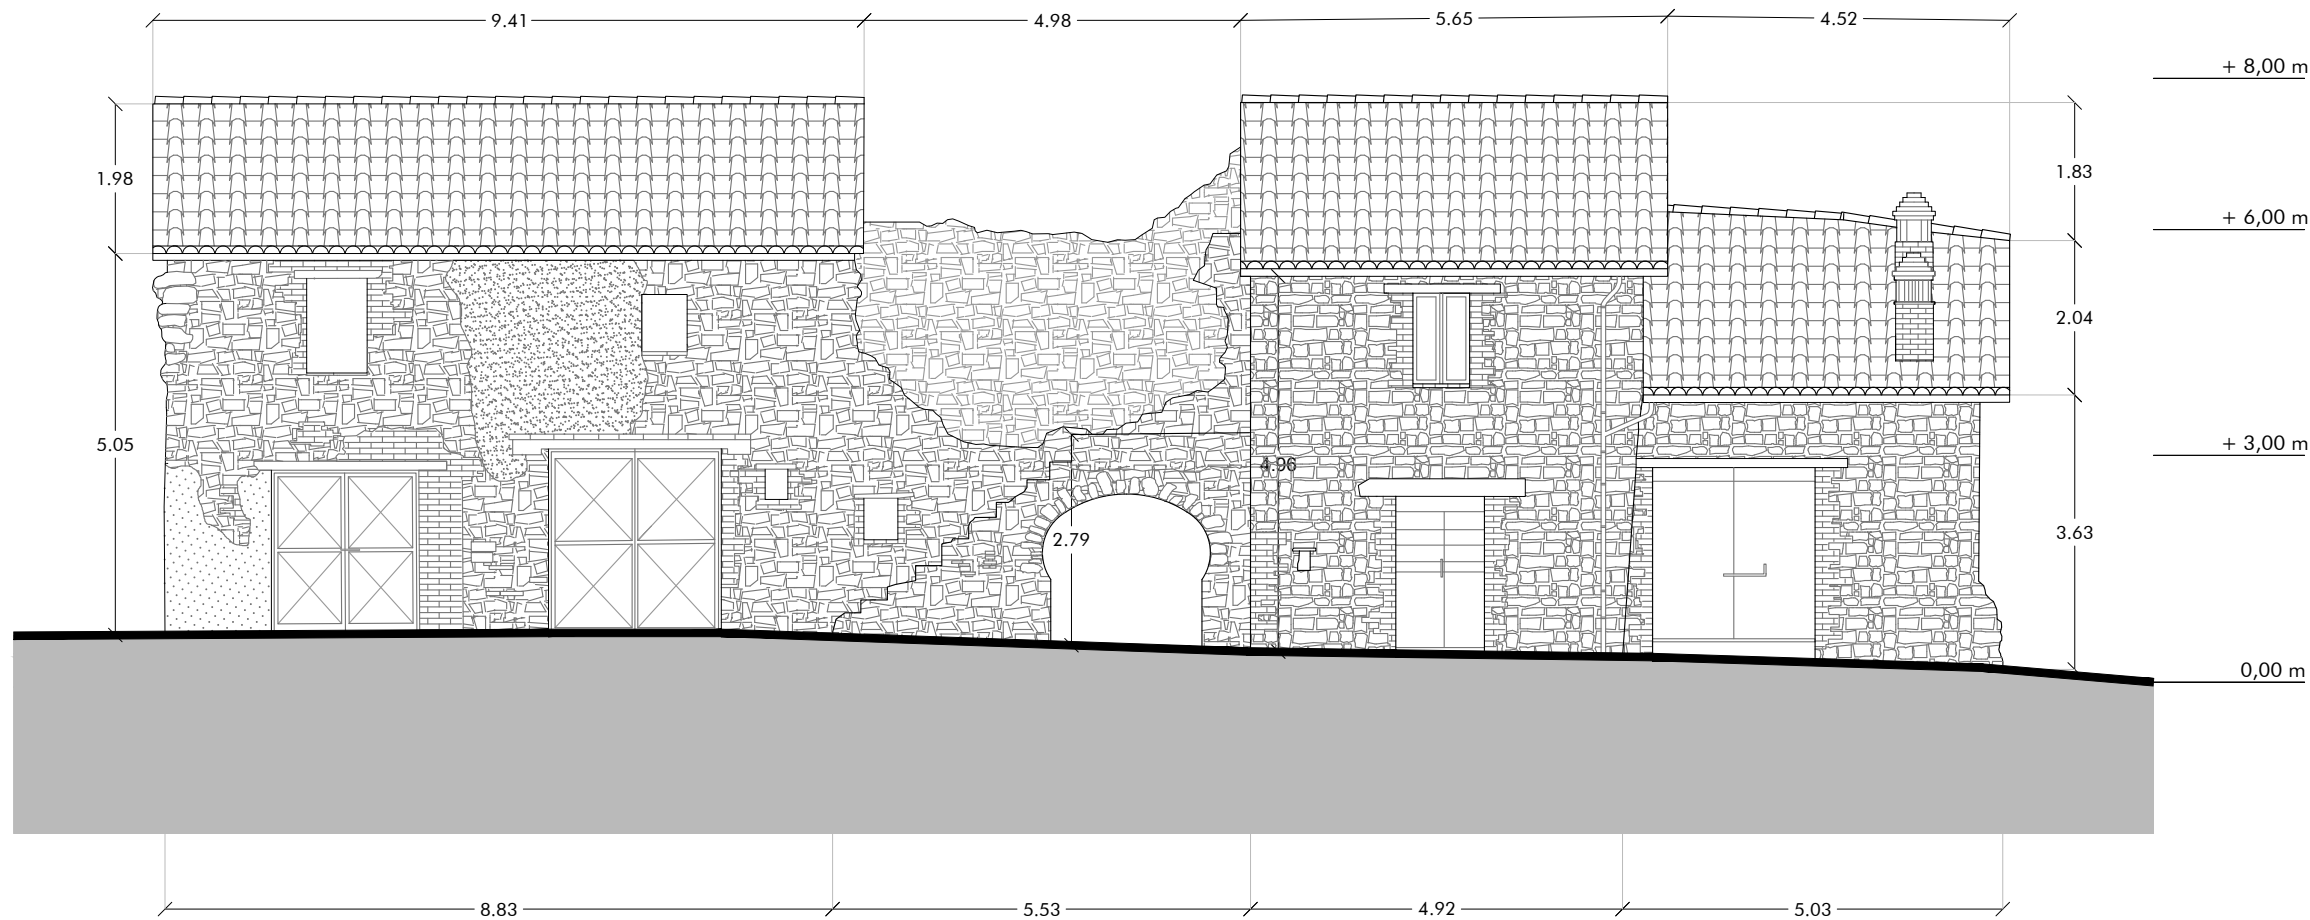 9.41 4.98 5.65 4.52
+ 8,00 m
1.98
1.83
+ 6,00 m
2.04
5.05
+ 3,00 m
4.96
2.79
3.63
0,00 m
8.83 5.53 4.92 5.03